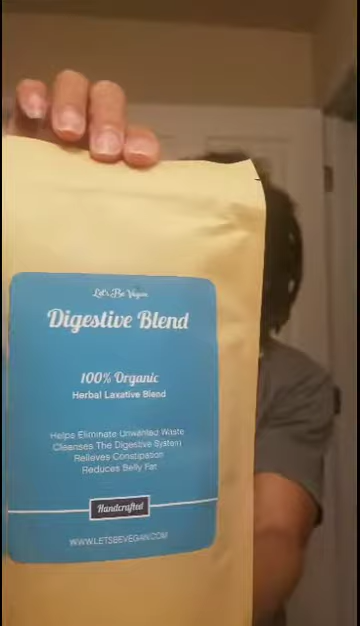 Let's Be Vegan
Digestive Blend
100% Organic
Herbal Laxative Blend
Helps Eliminate Unwanted Waste
Cleanses The Digestive System
Relieves Constipation
Reduces Belly Fat
Handcrafted
WWW.LETSBEVEGAN.COM